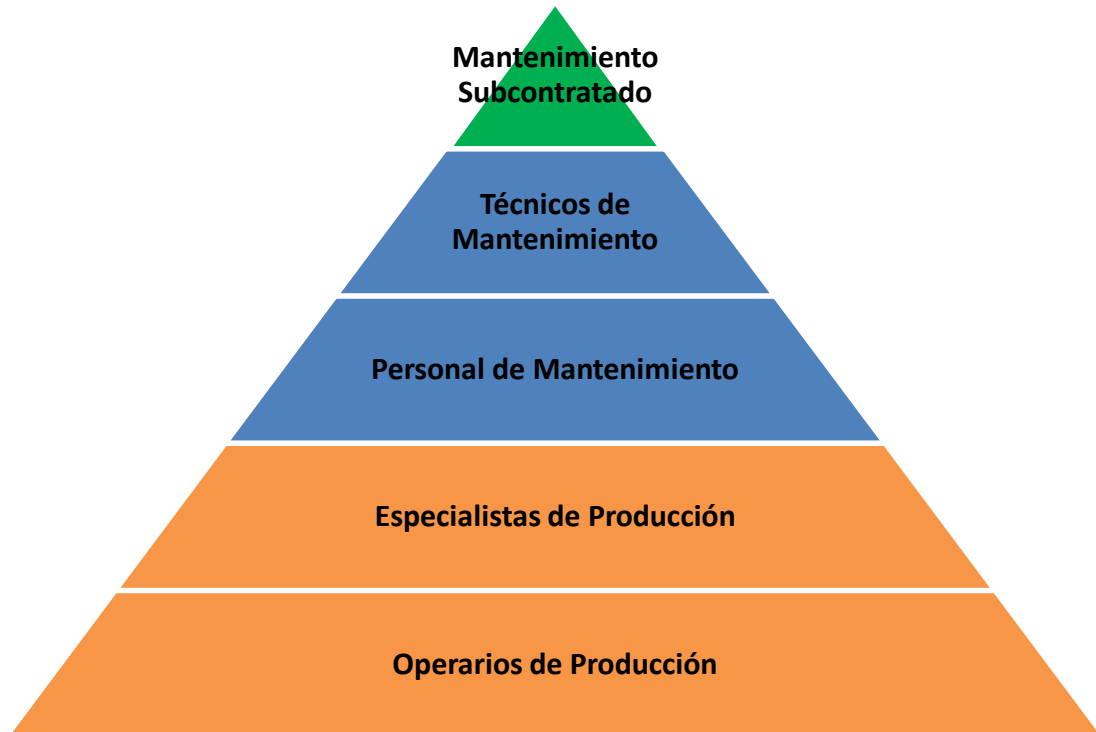 Mantenimiento
Subcontratado
Técnicos de
Mantenimiento
Personal de Mantenimiento
Especialistas de Producción
Operarios de Producción